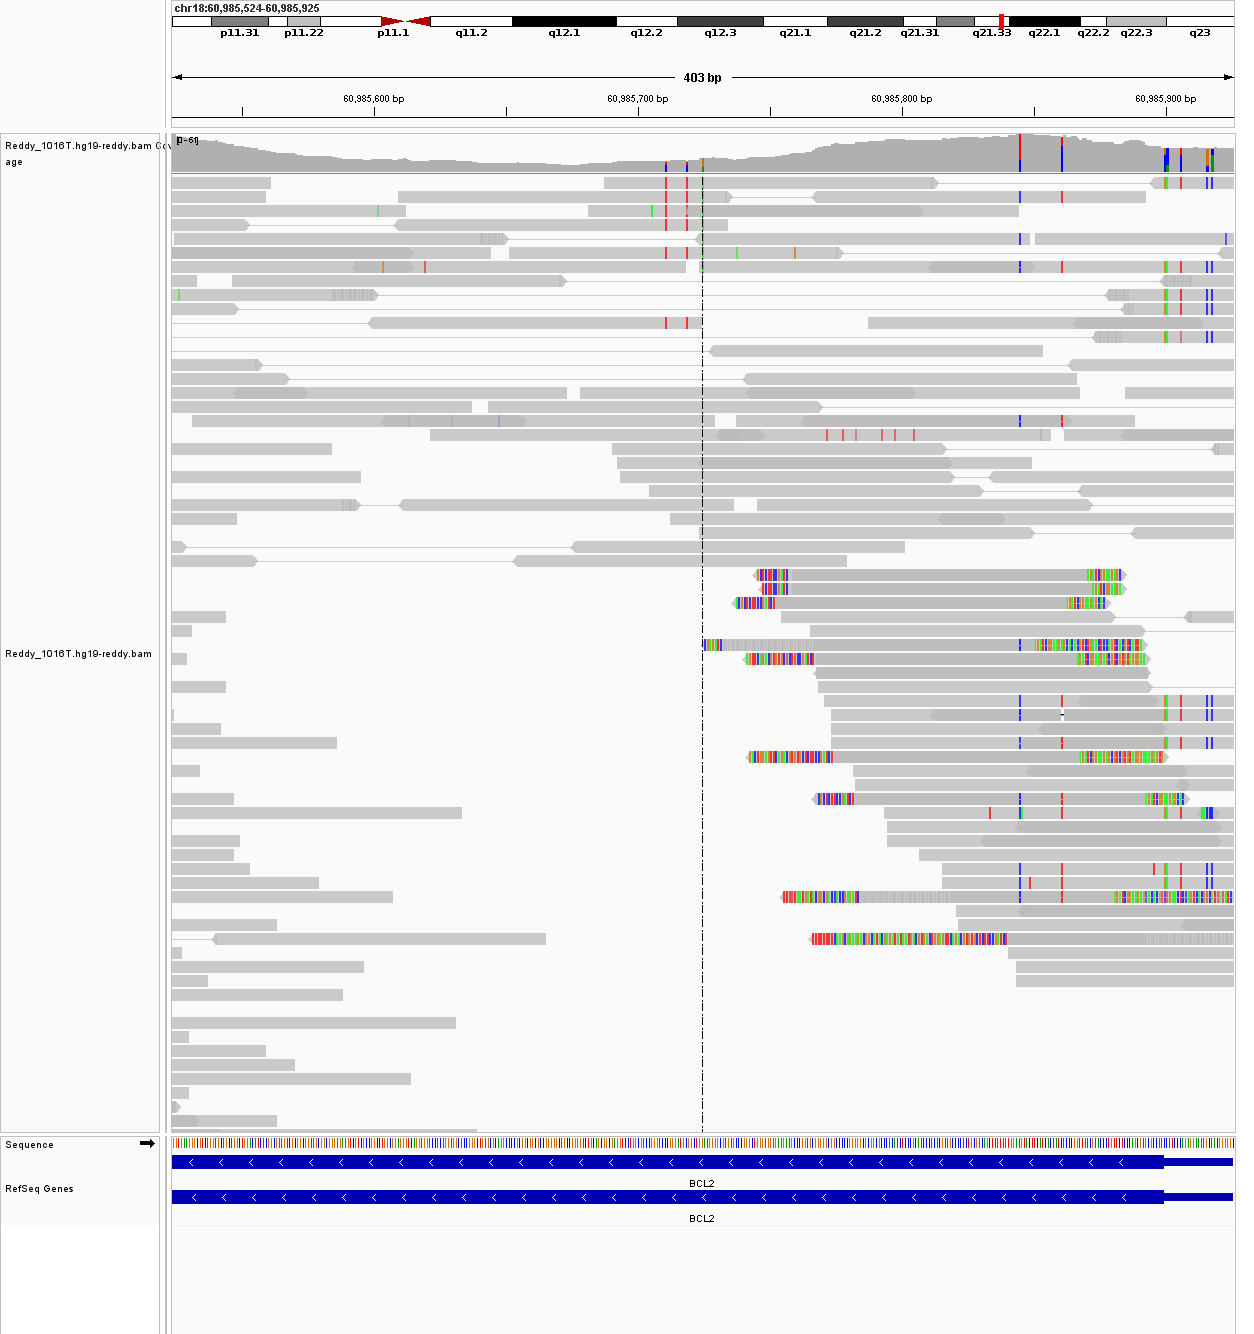 chr18:60,985,524-60,985,925
p11.31 p11.22 p11.1 q11.2 q12.1 q12.2 q12.3 q21.1 q21.2 q21.31 q21.33 q22.1 q22.2 q22.3 q23
403 bp
60,985,600 bp 60,985,700 bp 60,985,800 bp 60,985,900 bp
Reddy_1016T.hg19-reddy.bam Cov
age
[0-61]
Reddy_1016T.hg19-reddy.bam
Sequence
RefSeq Genes
BCL2
BCL2